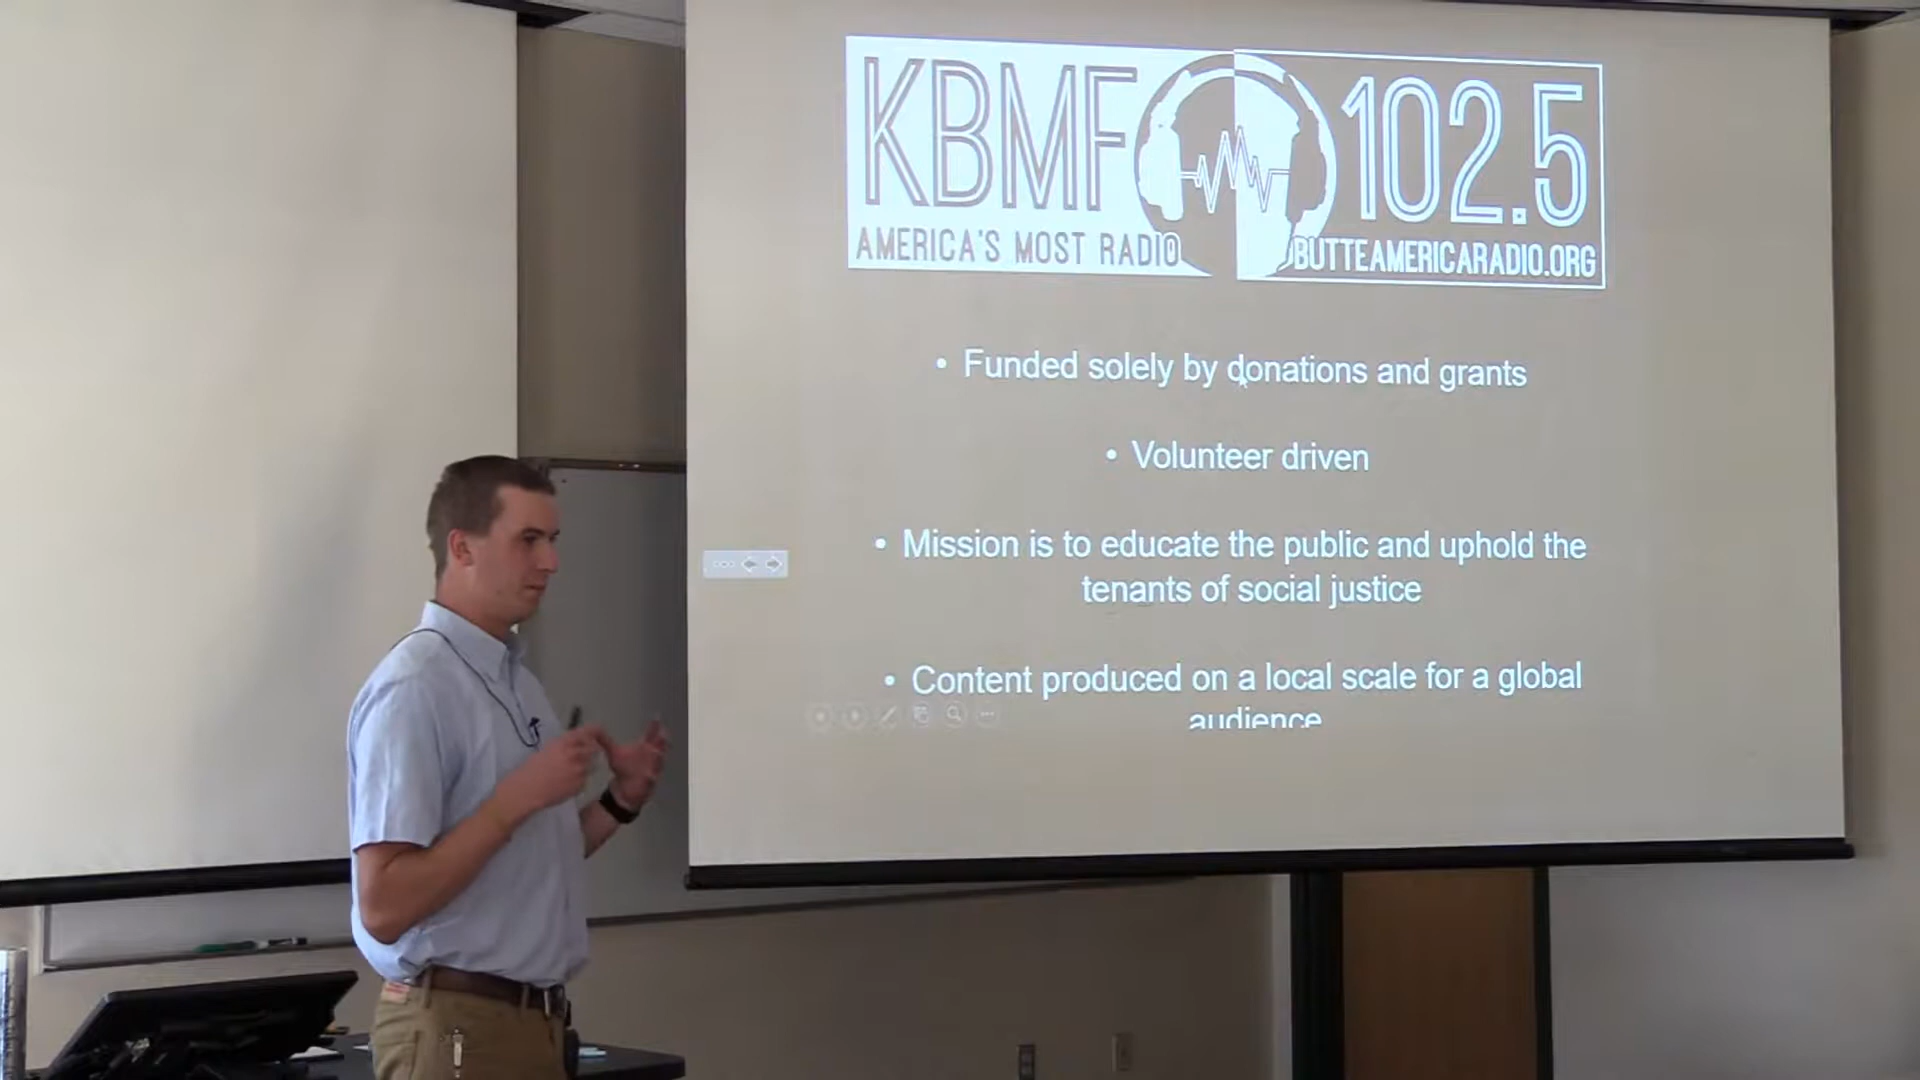 KBMF 102.5
AMERICA'S MOST RADIO BUTTEAMERICARADIO.ORG
• Funded solely by donations and grants
• Volunteer driven
• Mission is to educate the public and uphold the
tenants of social justice
• Content produced on a local scale for a global
audience